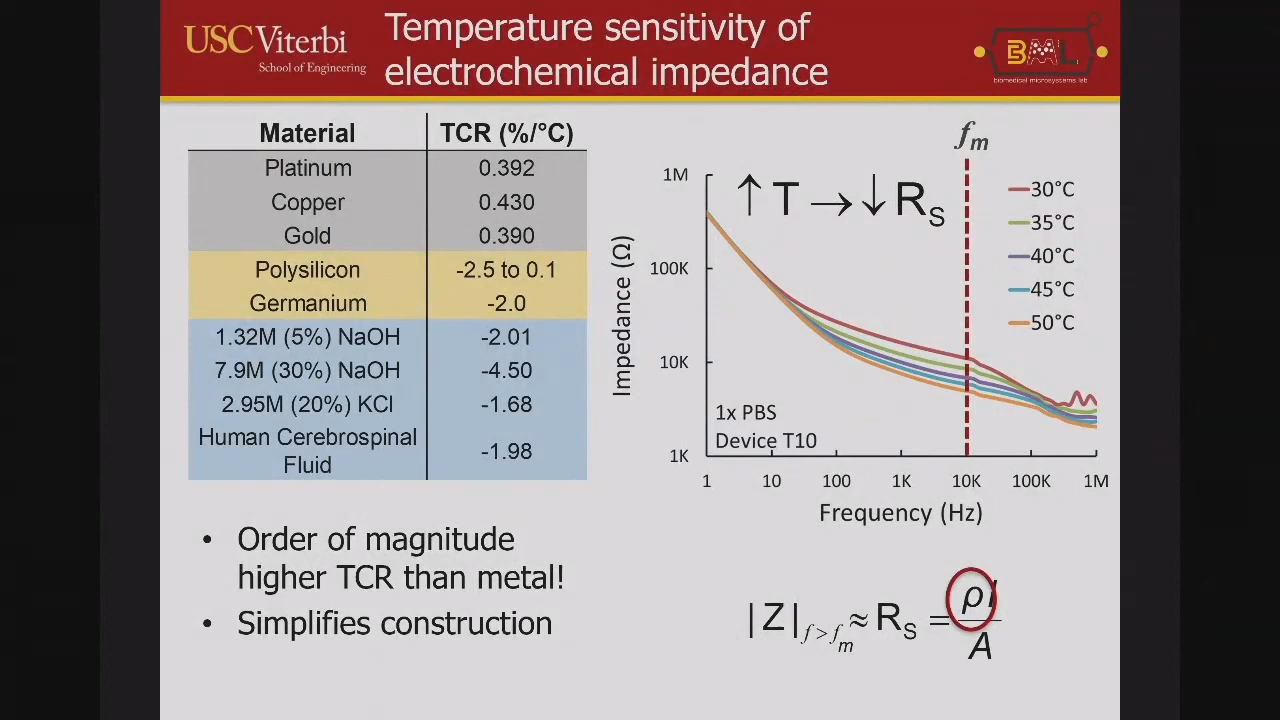 USC Viterbi
School of Engineering
Temperature sensitivity of
electrochemical impedance
BML
biomedical microsystems lab
Material TCR (%/°C)
Platinum 0.392
Copper 0.430
Gold 0.390
Polysilicon -2.5 to 0.1
Germanium -2.0
1.32M (5%) NaOH -2.01
7.9M (30%) NaOH -4.50
2.95M (20%) KCl -1.68
Human Cerebrospinal
Fluid -1.98
• Order of magnitude
higher TCR than metal!
• Simplifies construction
fm
↑ T → ↓ RS
30°C
35°C
40°C
45°C
50°C
1M
100K
10K
1K
Impedance (Ω)
1x PBS
Device T10
1 10 100 1K 10K 100K 1M
Frequency (Hz)
|Z| f > fm ≈ RS = ρl
A